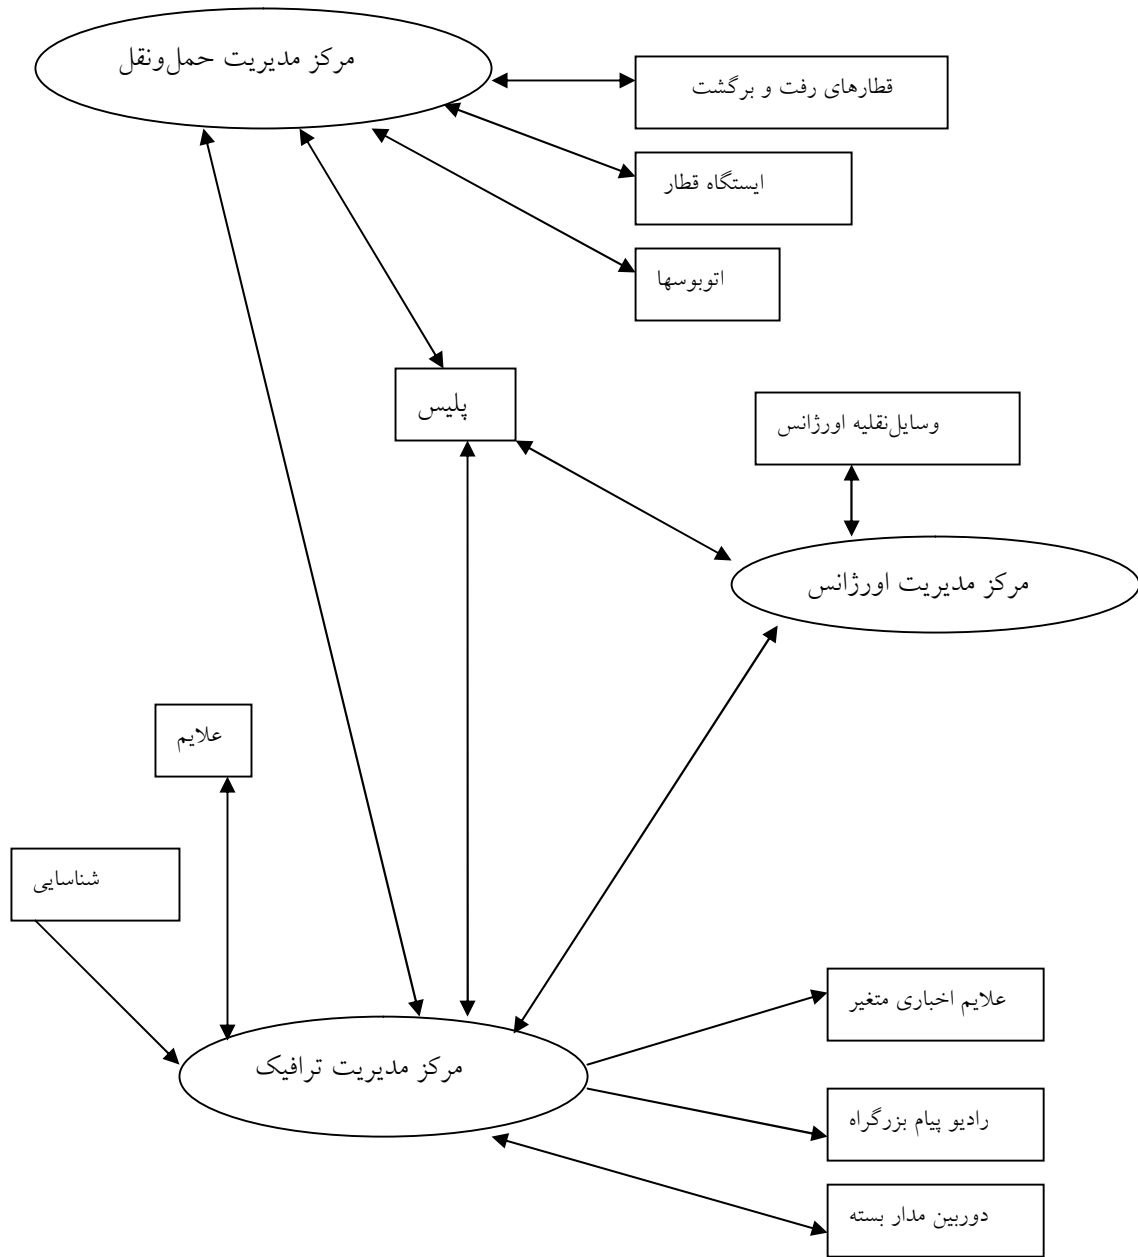 مرکز مدیریت حمل‌ونقل
قطارهای رفت و برگشت
ایستگاه قطار
اتوبوسها
پلیس
وسایل‌نقلیه اورژانس
مرکز مدیریت اورژانس
علایم
شناسایی
علایم اخباری متغیر
مرکز مدیریت ترافیک
رادیو پیام بزرگراه
دوربین مدار بسته